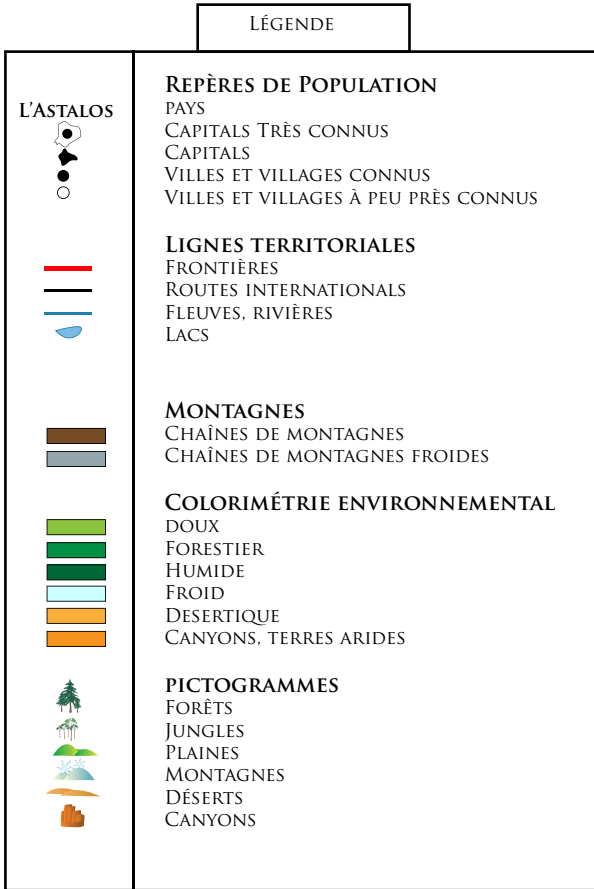 Légende
Repères de Population
L'Astalos pays
Capitals Très connus
Capitals
Villes et villages connus
Villes et villages à peu près connus
Lignes territoriales
Frontières
Routes internationals
Fleuves, rivières
Lacs
Montagnes
Chaînes de montagnes
Chaînes de montagnes froides
Colorimétrie environnemental
doux
Forestier
Humide
Froid
Desertique
Canyons, terres arides
pictogrammes
Forêts
Jungles
Plaines
Montagnes
Déserts
Canyons